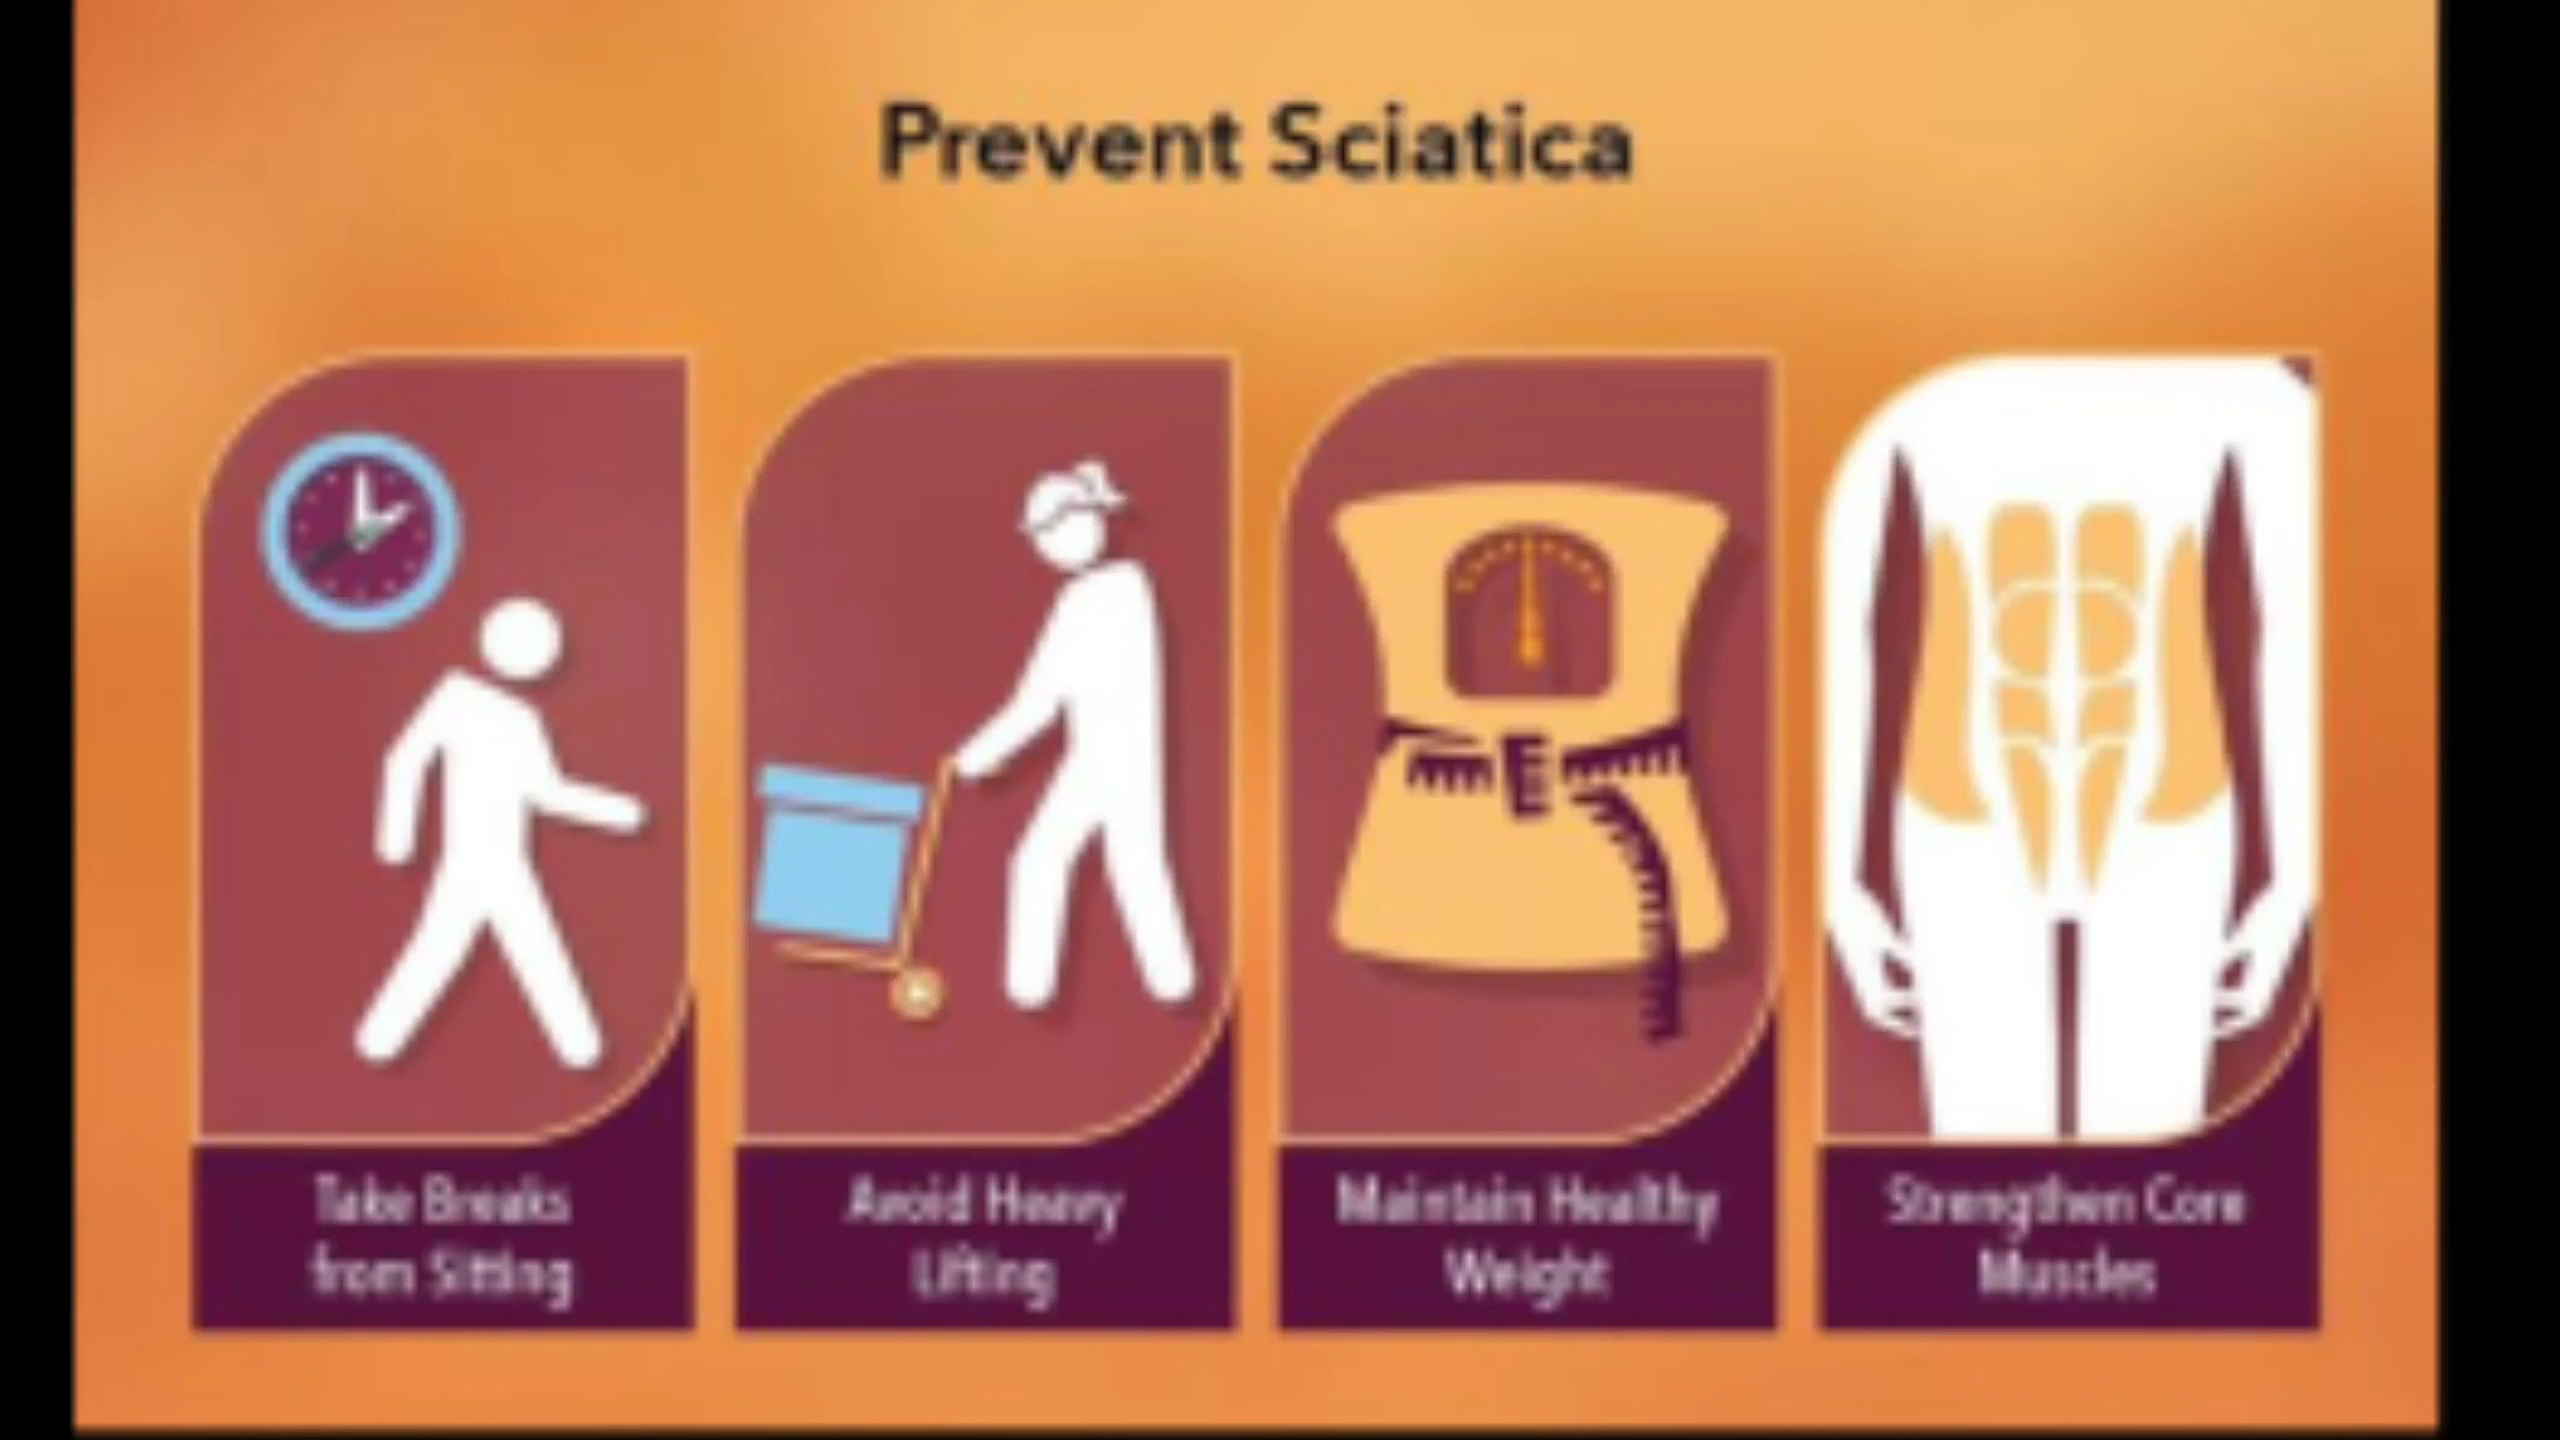 Prevent Sciatica
Take Breaks
from Sitting
Avoid Heavy
Lifting
Maintain Healthy
Weight
Strengthen Core
Muscles